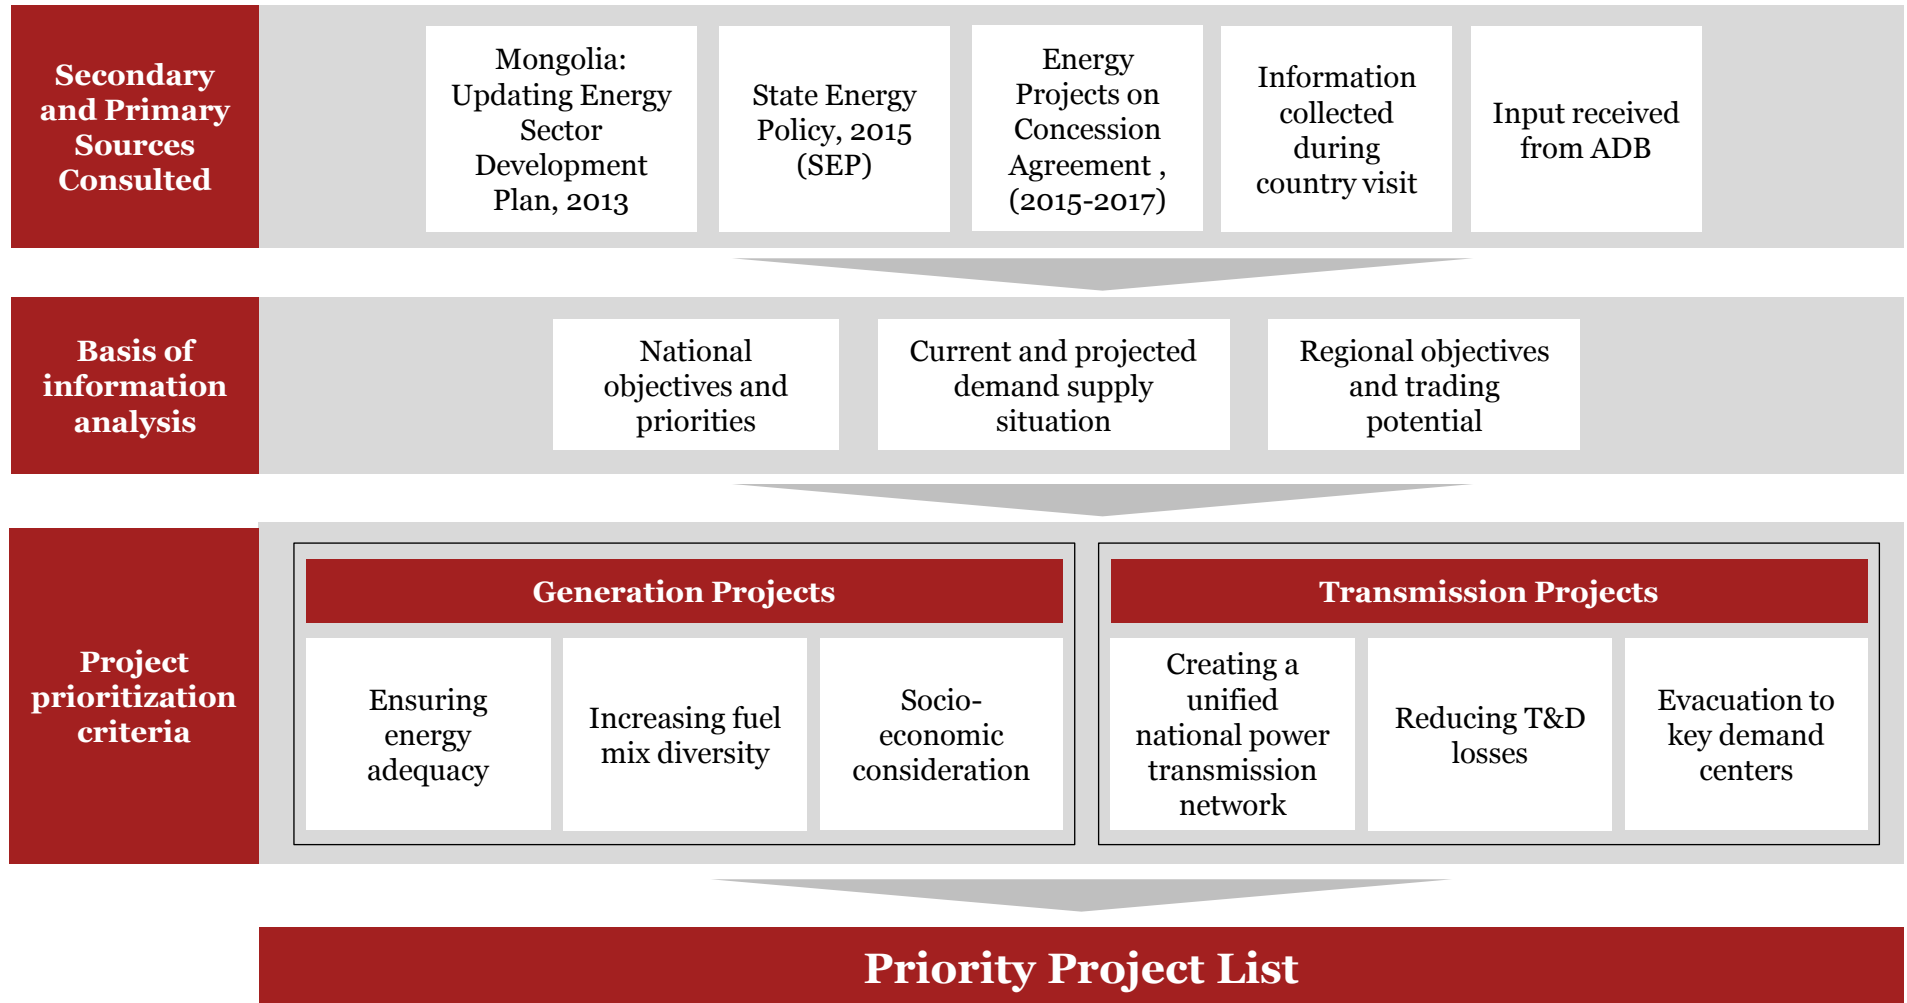 Secondary
and Primary
Sources
Consulted
Mongolia:
Updating Energy
Sector
Development
Plan, 2013
State Energy
Policy, 2015
(SEP)
Energy
Projects on
Concession
Agreement ,
(2015-2017)
Information
collected
during
country visit
Input received
from ADB
Basis of
information
analysis
National
objectives and
priorities
Current and projected
demand supply
situation
Regional objectives
and trading
potential
Project
prioritization
criteria
Generation Projects
Ensuring
energy
adequacy
Increasing fuel
mix diversity
Socio-
economic
consideration
Transmission Projects
Creating a
unified
national power
transmission
network
Reducing T&D
losses
Evacuation to
key demand
centers
Priority Project List